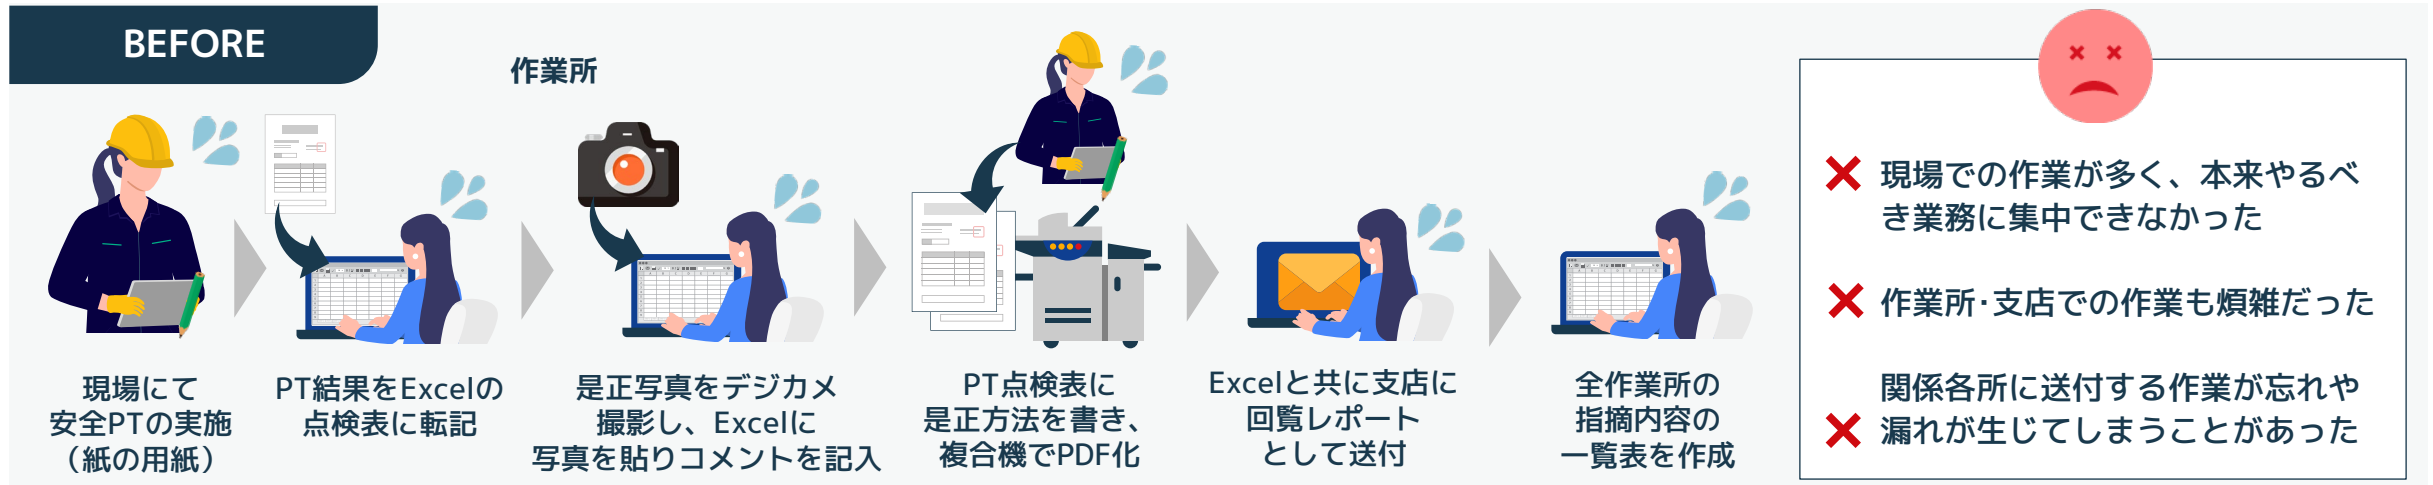 BEFORE
作業所
現場にて
安全PTの実施
（紙の用紙）
PT結果をExcelの
点検表に転記
是正写真をデジカメ
撮影し、Excelに
写真を貼りコメントを記入
PT点検表に
是正方法を書き、
複合機でPDF化
Excelと共に支店に
回覧レポート
として送付
全作業所の
指摘内容の
一覧表を作成
現場での作業が多く、本来やるべ
き業務に集中できなかった
作業所･支店での作業も煩雑だった
関係各所に送付する作業が忘れや
漏れが生じてしまうことがあった